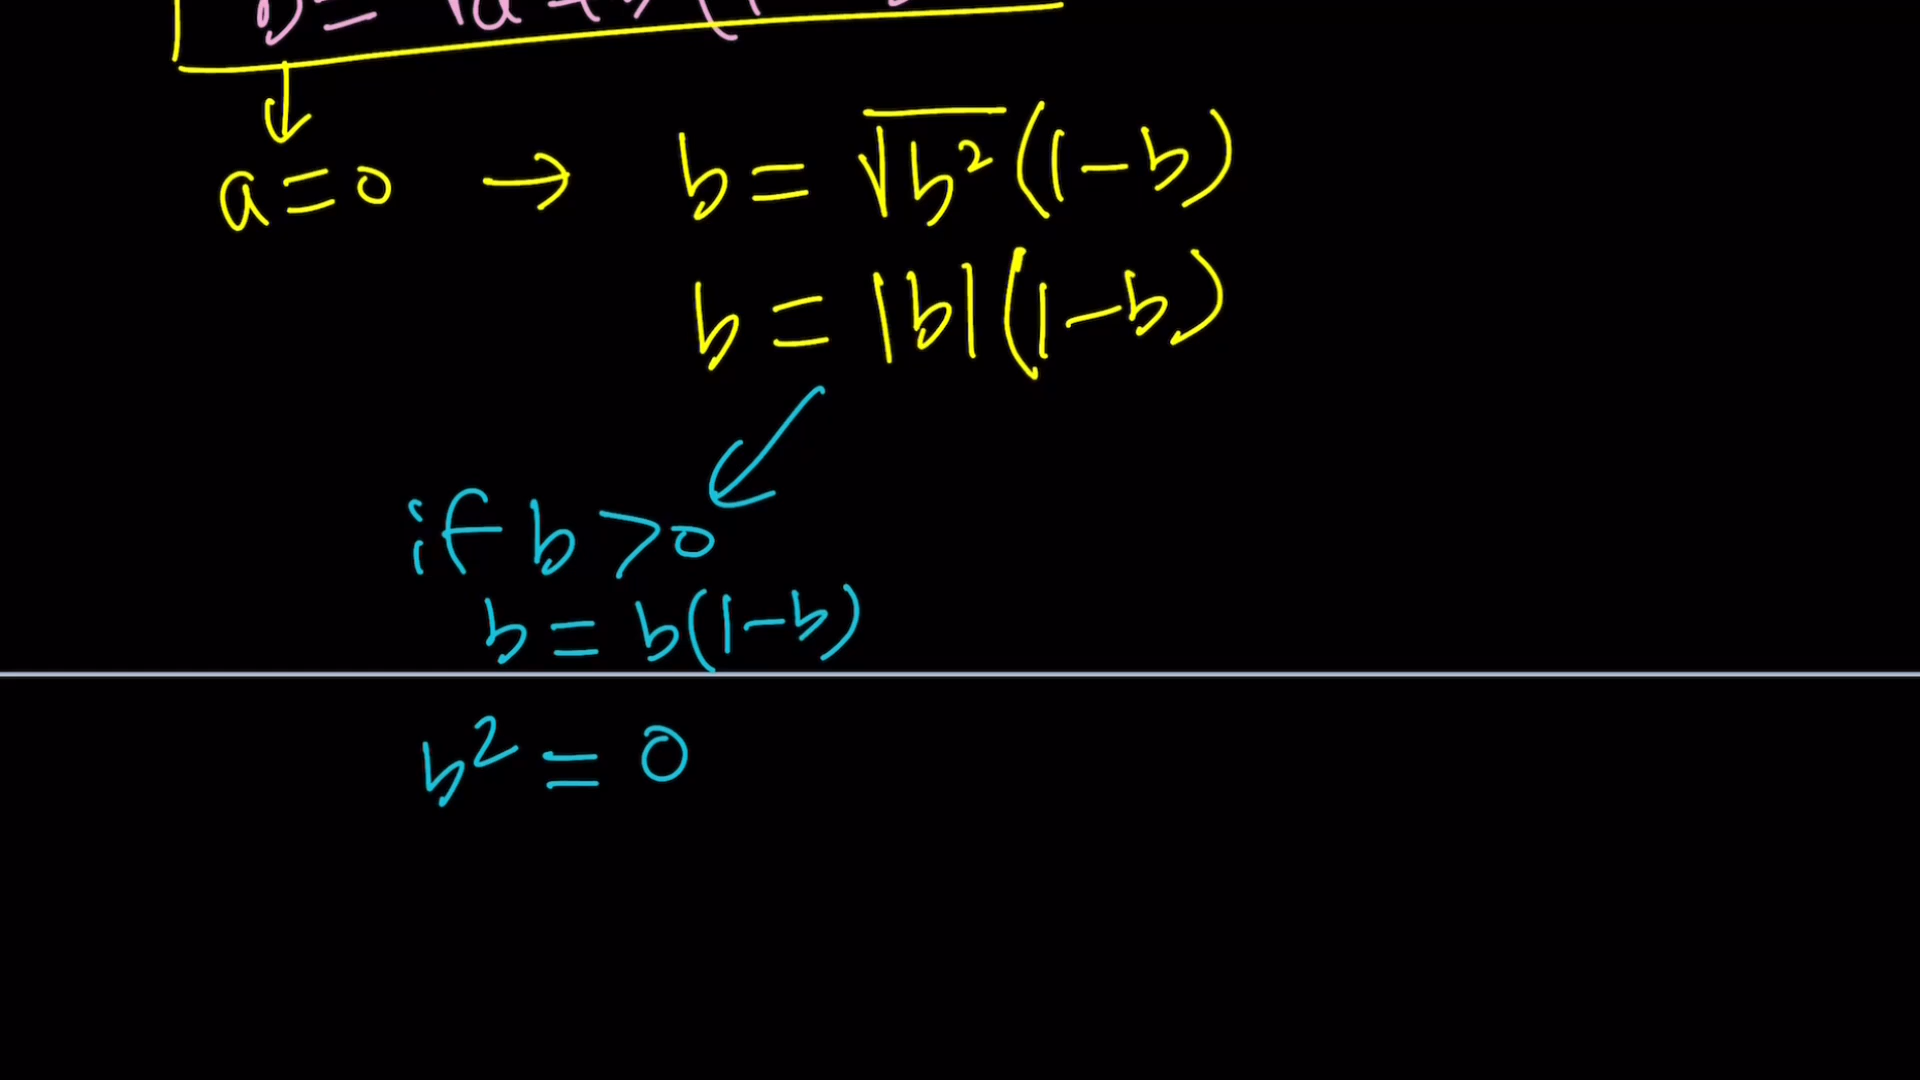 a=0 → b = √b² (1-b)
b = |b| (1-b)
if b > 0
b = b(1-b)
b² = 0